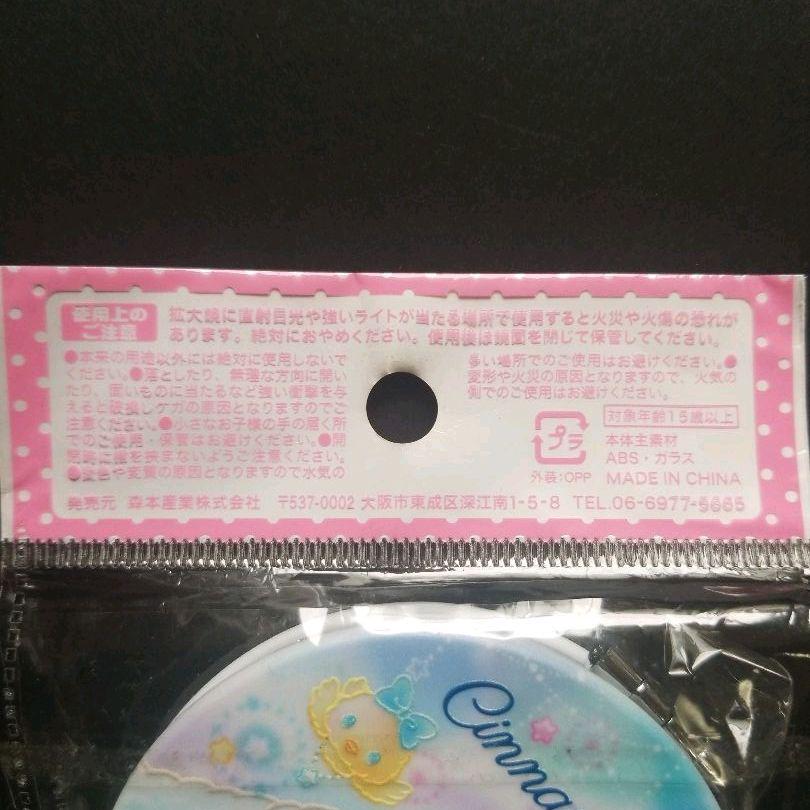 使用上の
ご注意
拡大鏡に直射日光や強いライトが当たる場所で使用すると火災や火傷の恐れが
あります。絶対におやめください。使用後は鏡面を閉じて保管してください。
●本来の用途以外には絶対に使用しないで
ください。●落としたり、無理な方向に開い
たり、固いものに当たるなど強い衝撃を与
えると破損しケガの原因となりますのでご
注意ください。●小さなお子様の手の届く所
でのご使用・保管はお避けください。●開
閉時に指を挟まないようご注意ください。
●変色や変質の原因となりますので水気の
多い場所でのご使用はお避けください。●
変形や火災の原因となりますので、火気の
側でのご使用はお避けください。
対象年齢15歳以上
プラ
外装:OPP
本体主素材
ABS・ガラス
MADE IN CHINA
発売元 森本産業株式会社 〒537-0002 大阪市東成区深江南1-5-8 TEL.06-6977-
Cinna